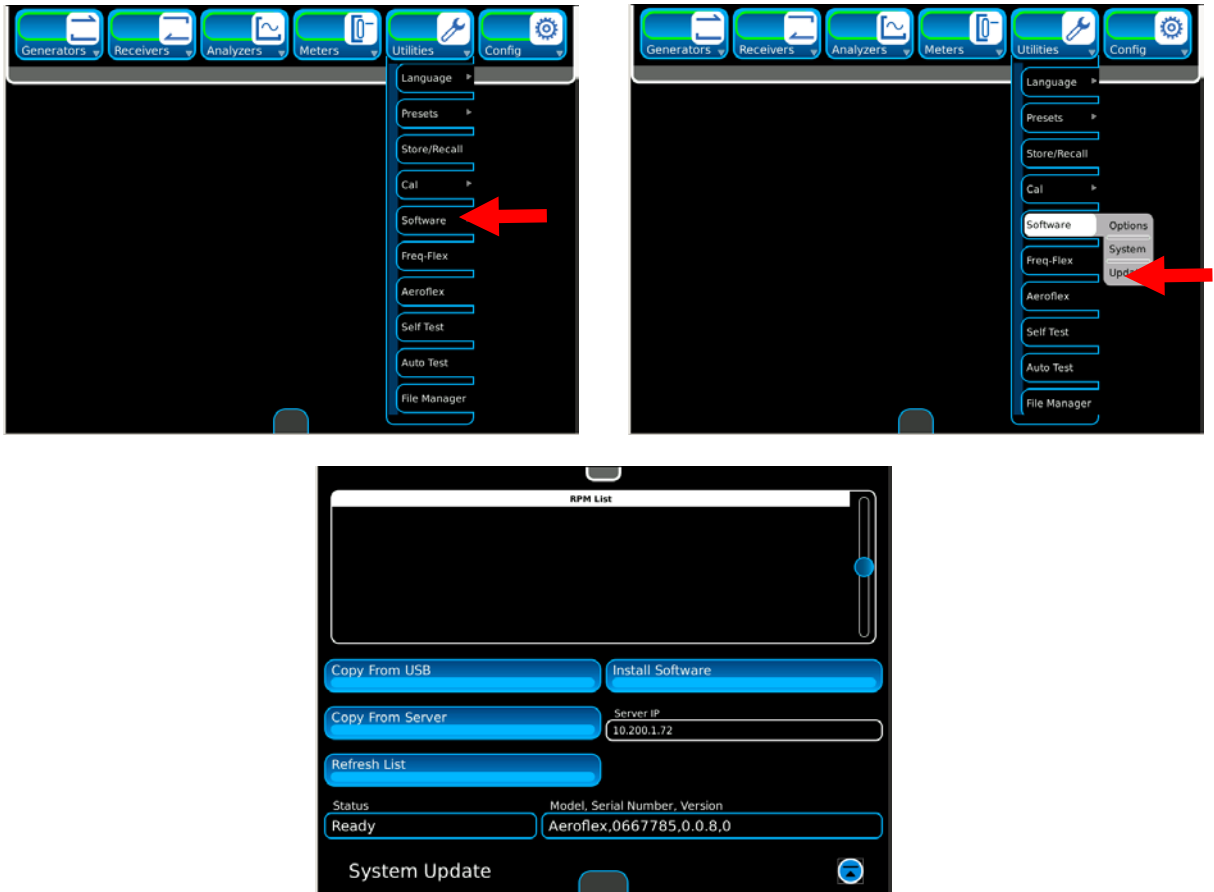 Generators Receivers Analyzers Meters Utilities Config
Language
Presets
Store/Recall
Cal
Software
Freq-Flex
Aeroflex
Self Test
Auto Test
File Manager
Generators Receivers Analyzers Meters Utilities Config
Language
Presets
Store/Recall
Cal
Software Options
System
Freq-Flex
Aeroflex
Self Test
Auto Test
File Manager
RPM List
Copy From USB Install Software
Copy From Server Server IP
10.200.1.72
Refresh List
Status Model, Serial Number, Version
Ready Aeroflex,0667785,0.0.8,0
System Update